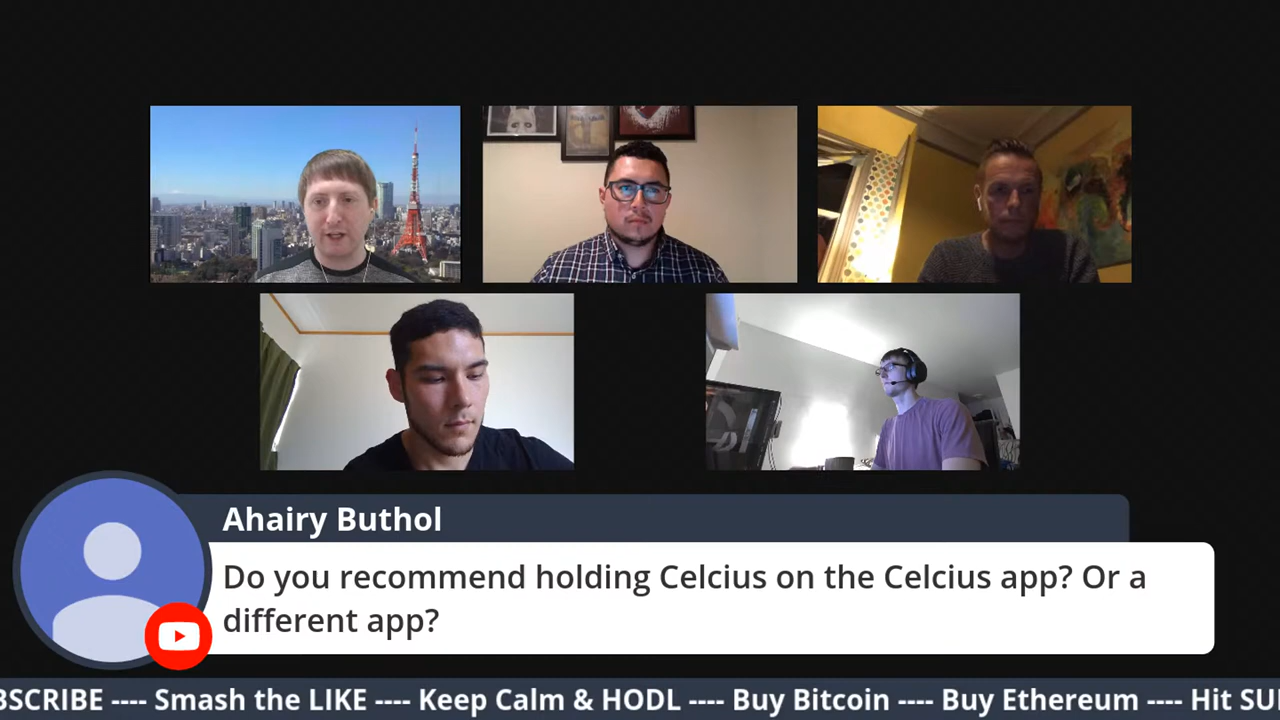 Ahairy Buthol
Do you recommend holding Celcius on the Celcius app? Or a
different app?
BSCRIBE ---- Smash the LIKE ---- Keep Calm & HODL ---- Buy Bitcoin ---- Buy Ethereum ---- Hit SU